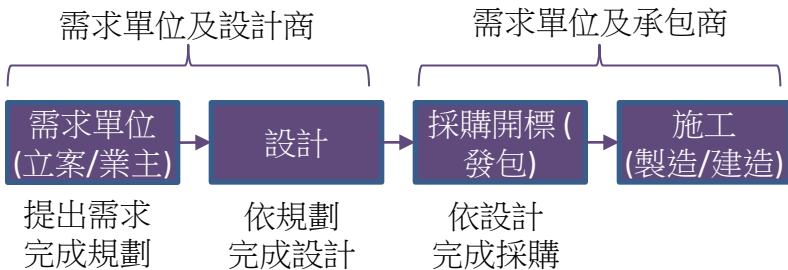 需求單位及設計商
需求單位及承包商
需求單位
(立案/業主)
設計
採購開標 (
發包)
施工
(製造/建造)
提出需求
完成規劃
依規劃
完成設計
依設計
完成採購